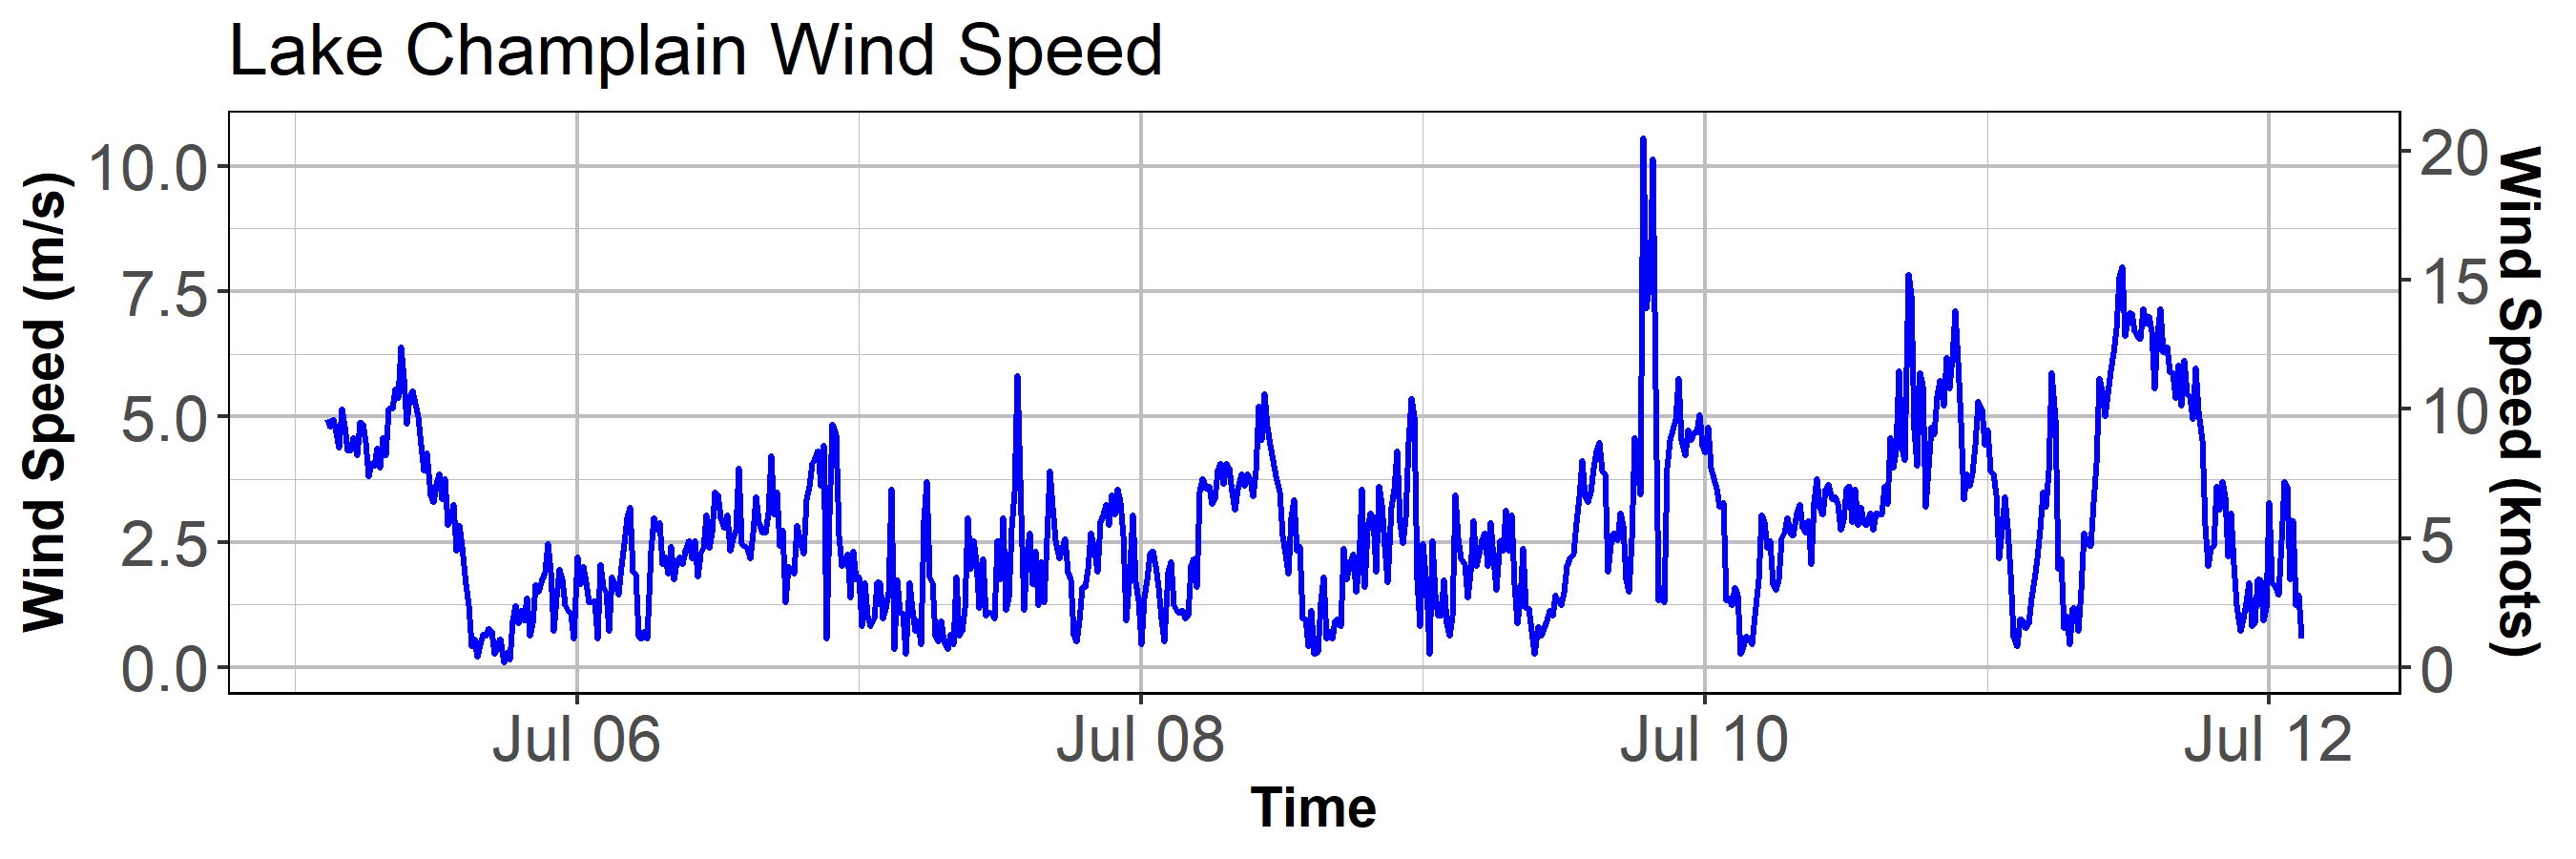 Lake Champlain Wind Speed
Wind Speed (m/s)
10.0
7.5
5.0
2.5
0.0
20
15
10
5
0
Wind Speed (knots)
Jul 06
Jul 08
Jul 10
Jul 12
Time